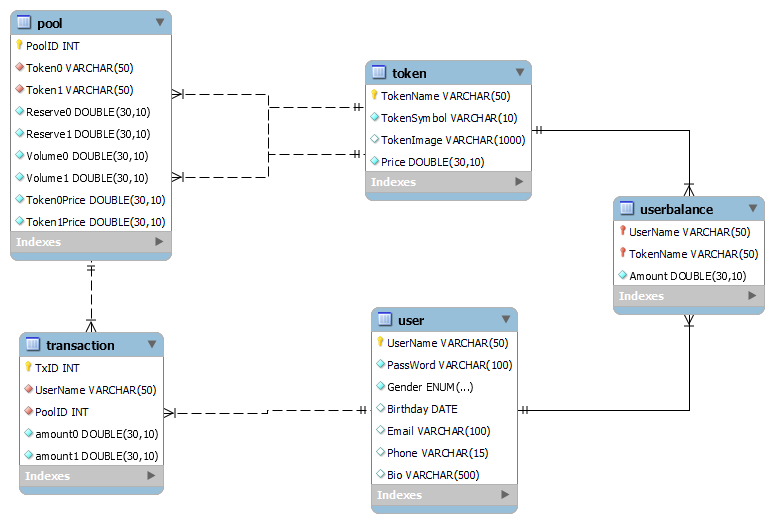 pool
PoolID INT
Token0 VARCHAR(50)
Token1 VARCHAR(50)
Reserve0 DOUBLE(30,10)
Reserve1 DOUBLE(30,10)
Volume0 DOUBLE(30,10)
Volume1 DOUBLE(30,10)
Token0Price DOUBLE(30,10)
Token1Price DOUBLE(30,10)
Indexes
token
TokenName VARCHAR(50)
TokenSymbol VARCHAR(10)
TokenImage VARCHAR(1000)
Price DOUBLE(30,10)
Indexes
userbalance
UserName VARCHAR(50)
TokenName VARCHAR(50)
Amount DOUBLE(30,10)
Indexes
transaction
TxID INT
UserName VARCHAR(50)
PoolID INT
amount0 DOUBLE(30,10)
amount1 DOUBLE(30,10)
Indexes
user
UserName VARCHAR(50)
PassWord VARCHAR(100)
Gender ENUM(...)
Birthday DATE
Email VARCHAR(100)
Phone VARCHAR(15)
Bio VARCHAR(500)
Indexes